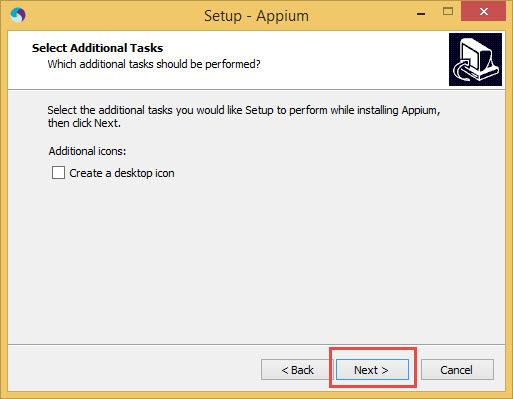 Setup - Appium
Select Additional Tasks
Which additional tasks should be performed?
Select the additional tasks you would like Setup to perform while installing Appium,
then click Next.
Additional icons:
Create a desktop icon
< Back
Next >
Cancel